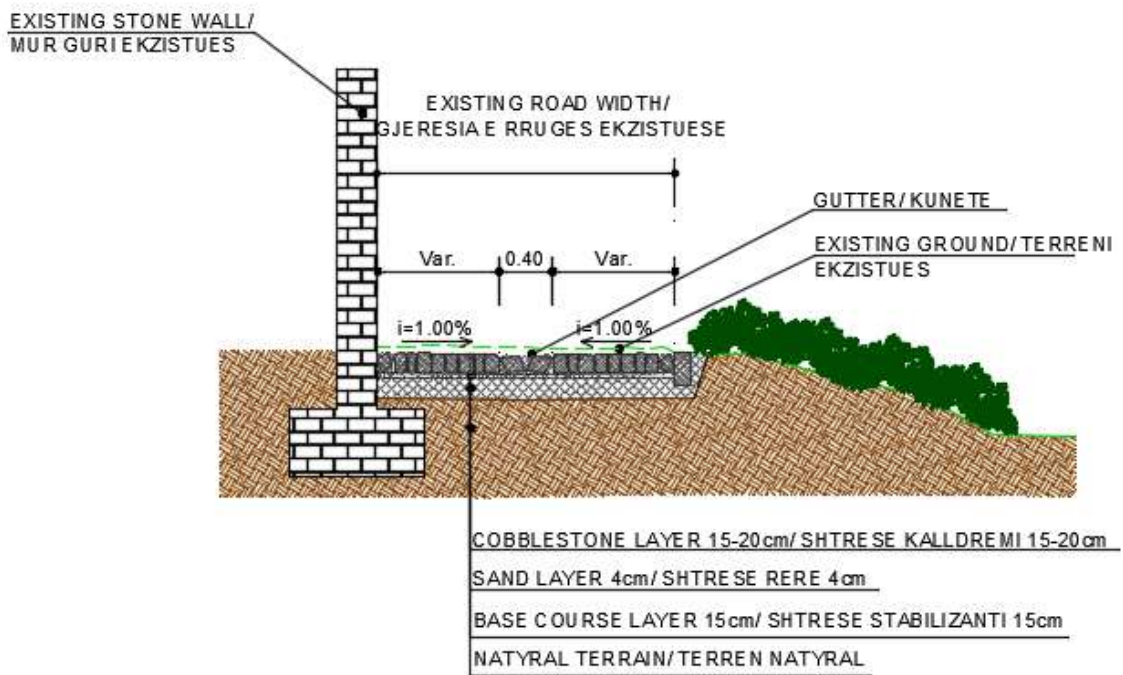 EXISTING STONE WALL/
MUR GURI EKZISTUES
EXISTING ROAD WIDTH/
GJERESIA E RRUGES EKZISTUESE
GUTTER/ KUNETE
EXISTING GROUND/ TERRENI
EKZISTUES
Var. 0.40 Var.
i=1.00% i=1.00%
COBBLESTONE LAYER 15-20cm/ SHTRESE KALLDREMI 15-20cm
SAND LAYER 4cm/ SHTRESE RERE 4cm
BASE COURSE LAYER 15cm/ SHTRESE STABILIZANTI 15cm
NATYRAL TERRAIN/ TERREN NATYRAL